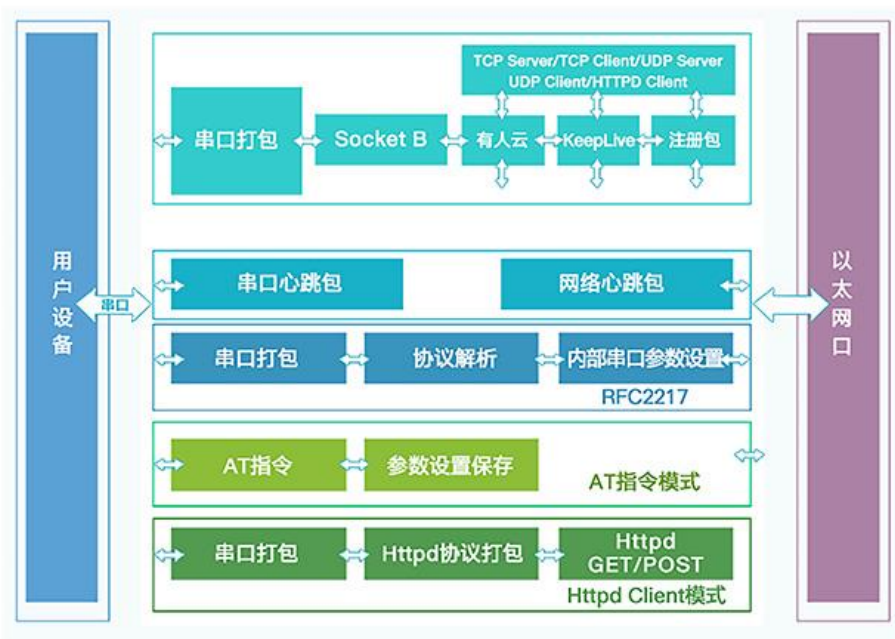 用户设备
串口
TCP Server/TCP Client/UDP Server
UDP Client/HTTPD Client
串口打包
Socket B
有人云
KeepLive
注册包
串口心跳包
网络心跳包
串口打包
协议解析
内部串口参数设置
RFC2217
AT指令
参数设置保存
AT指令模式
串口打包
Httpd协议打包
Httpd
GET/POST
Httpd Client模式
以太网口